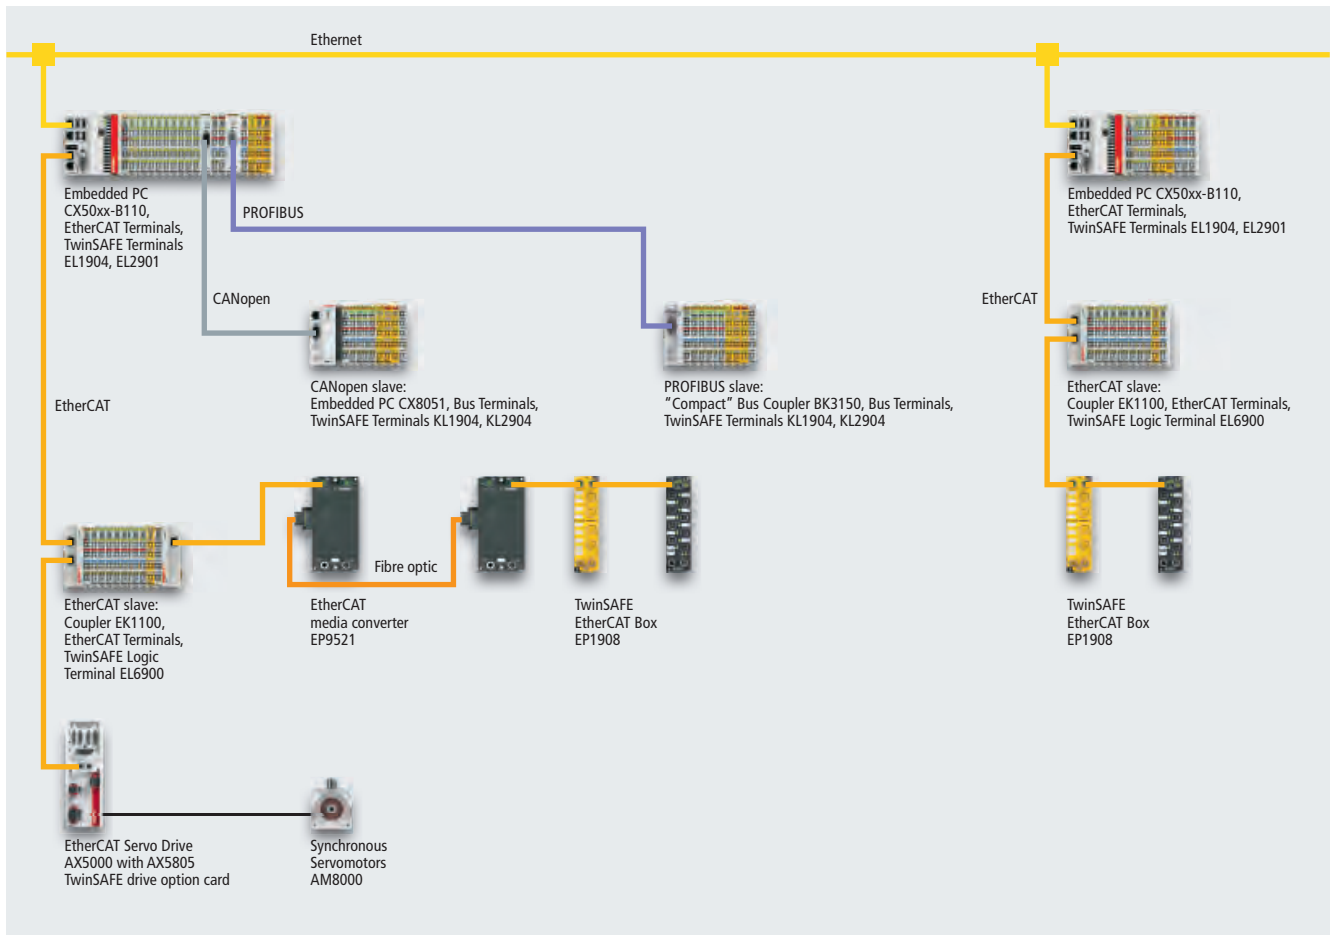 Ethernet
Embedded PC
CX50xx-B110,
EtherCAT Terminals,
TwinSAFE Terminals
EL1904, EL2901
PROFIBUS
CANopen
Embedded PC CX50xx-B110,
EtherCAT Terminals,
TwinSAFE Terminals EL1904, EL2901
EtherCAT
CANopen slave:
Embedded PC CX8051, Bus Terminals,
TwinSAFE Terminals KL1904, KL2904
PROFIBUS slave:
“Compact” Bus Coupler BK3150, Bus Terminals,
TwinSAFE Terminals KL1904, KL2904
EtherCAT slave:
Coupler EK1100, EtherCAT Terminals,
TwinSAFE Logic Terminal EL6900
EtherCAT
Fibre optic
EtherCAT slave:
Coupler EK1100,
EtherCAT Terminals,
TwinSAFE Logic
Terminal EL6900
EtherCAT
media converter
EP9521
TwinSAFE
EtherCAT Box
EP1908
TwinSAFE
EtherCAT Box
EP1908
EtherCAT Servo Drive
AX5000 with AX5805
TwinSAFE drive option card
Synchronous
Servomotors
AM8000